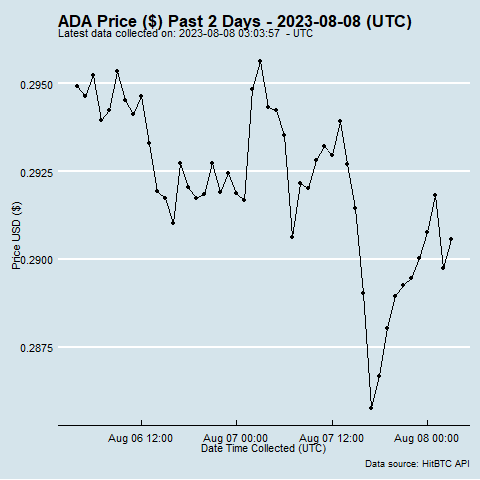 ADA Price ($) Past 2 Days - 2023-08-08 (UTC)
Latest data collected on: 2023-08-08 03:03:57 - UTC
0.2950
0.2925
0.2900
0.2875
Price USD ($)
Aug 06 12:00 Aug 07 00:00 Aug 07 12:00 Aug 08 00:00
Date Time Collected (UTC)
Data source: HitBTC API